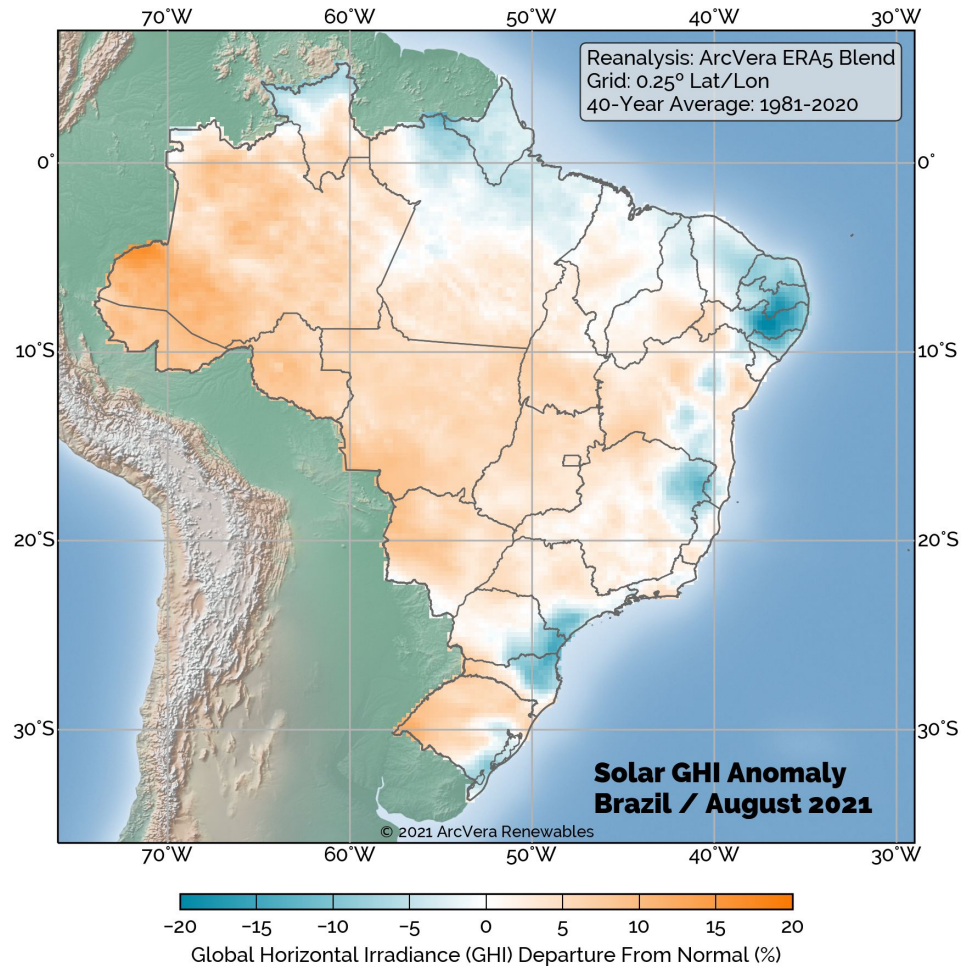 70˚W 60˚W 50˚W 40˚W 30˚W
Reanalysis: ArcVera ERA5 Blend
Grid: 0.25º Lat/Lon
40-Year Average: 1981-2020
0˚ 0˚
10˚S 10˚S
20˚S 20˚S
30˚S 30˚S
Solar GHI Anomaly
Brazil / August 2021
© 2021 ArcVera Renewables
70˚W 60˚W 50˚W 40˚W 30˚W
−20 −15 −10 −5 0 5 10 15 20
Global Horizontal Irradiance (GHI) Departure From Normal (%)